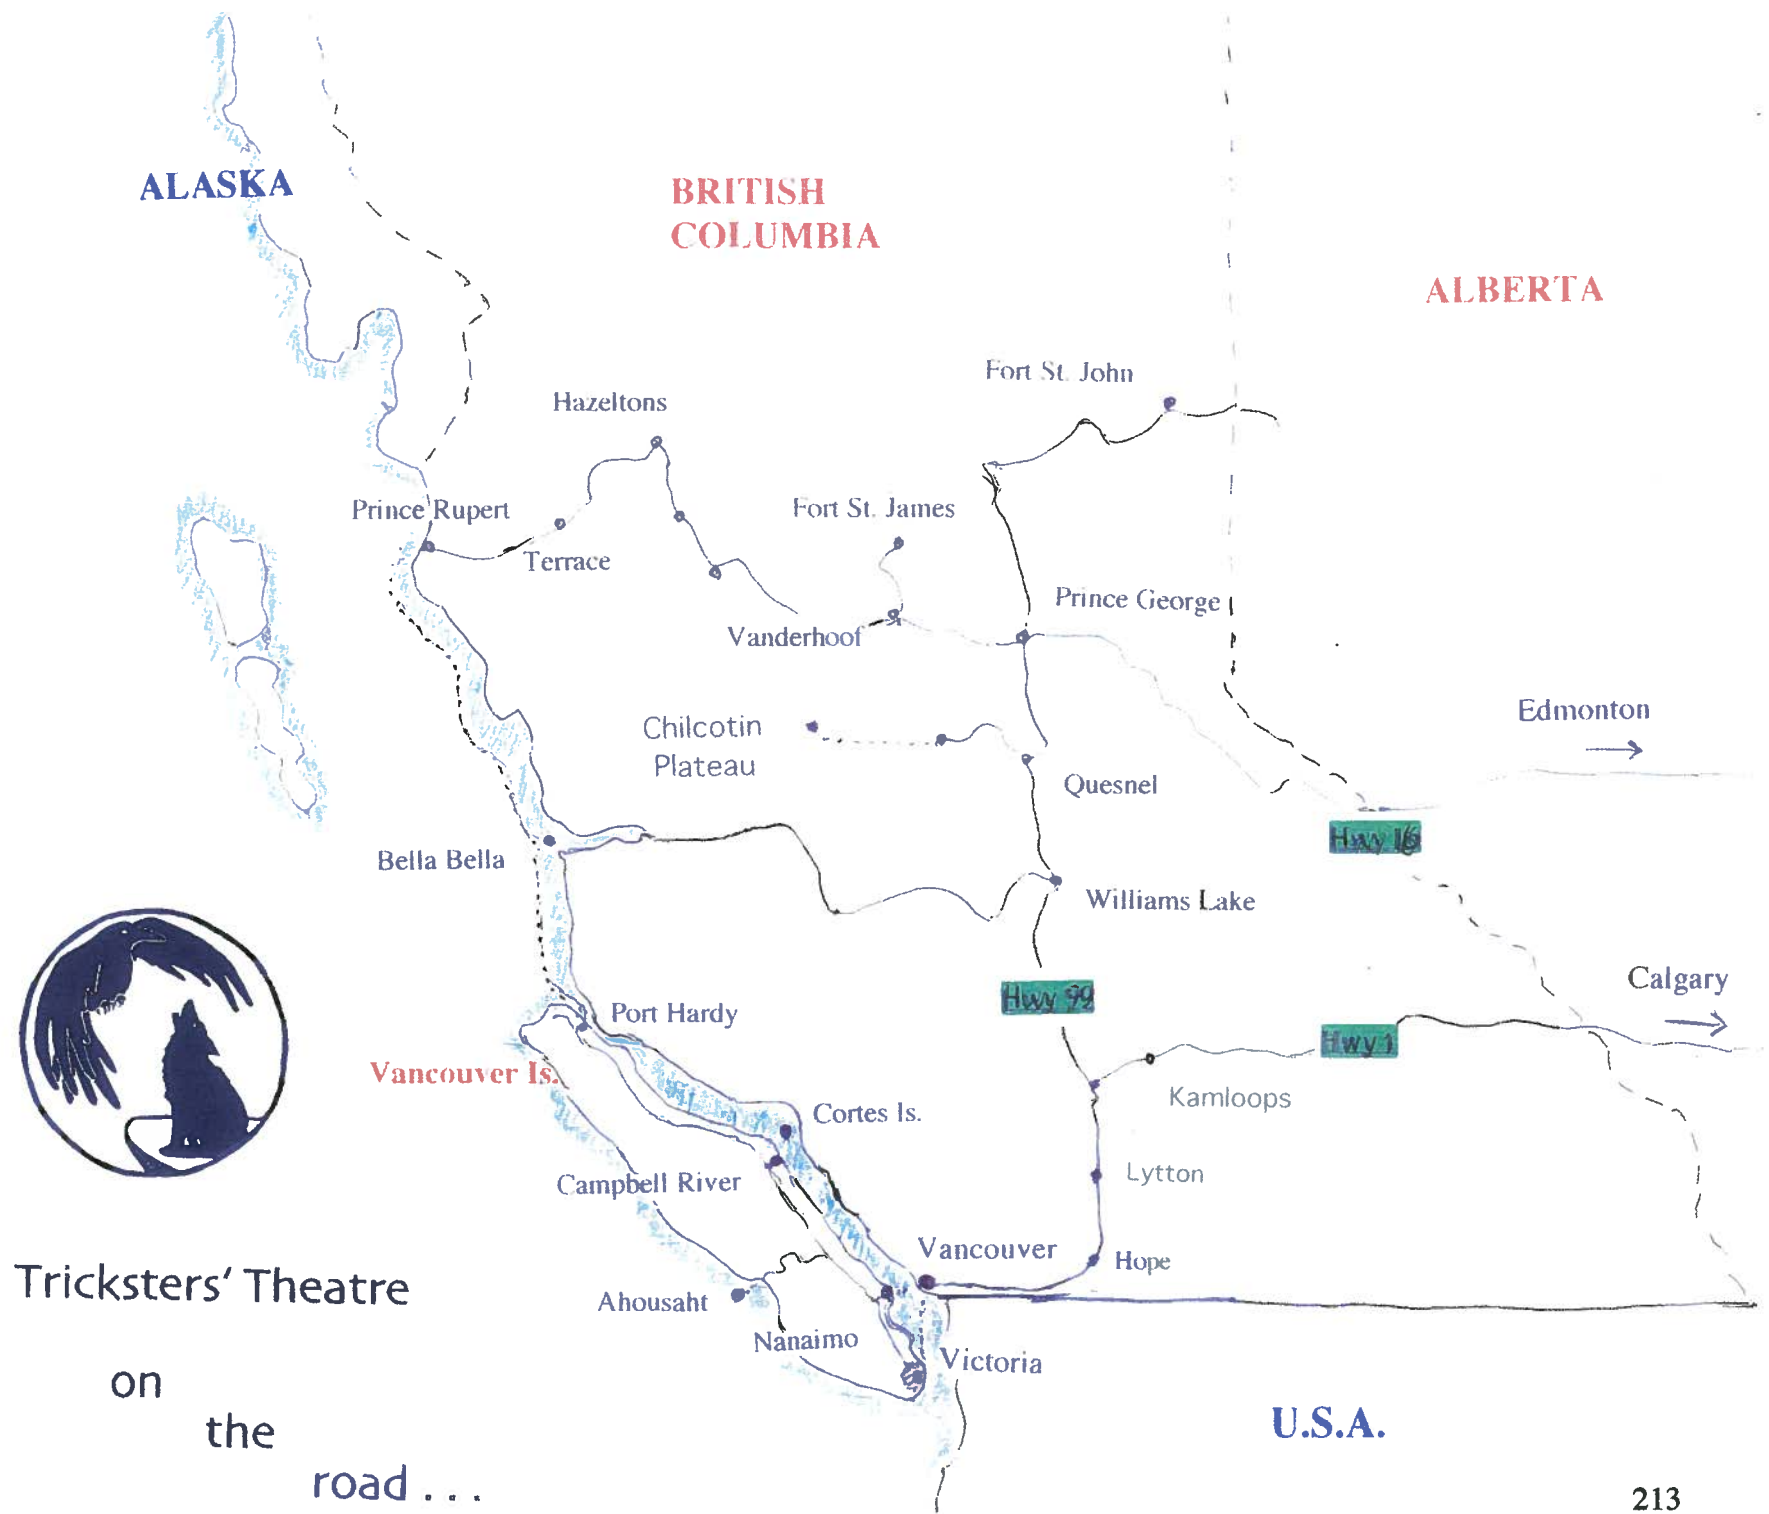 ALASKA
BRITISH
COLUMBIA
ALBERTA
Fort St. John
Hazeltons
Prince Rupert
Fort St. James
Terrace
Prince George
Vanderhoof
Chilcotin
Plateau
Edmonton
Quesnel
Hwy 16
Bella Bella
Williams Lake
Calgary
Hwy 99
Port Hardy
Hwy 1
Vancouver Is.
Kamloops
Cortes Is.
Campbell River
Lytton
Vancouver
Hope
Ahousaht
Nanaimo
Victoria
U.S.A.
Tricksters' Theatre
on
the
road . . .
213